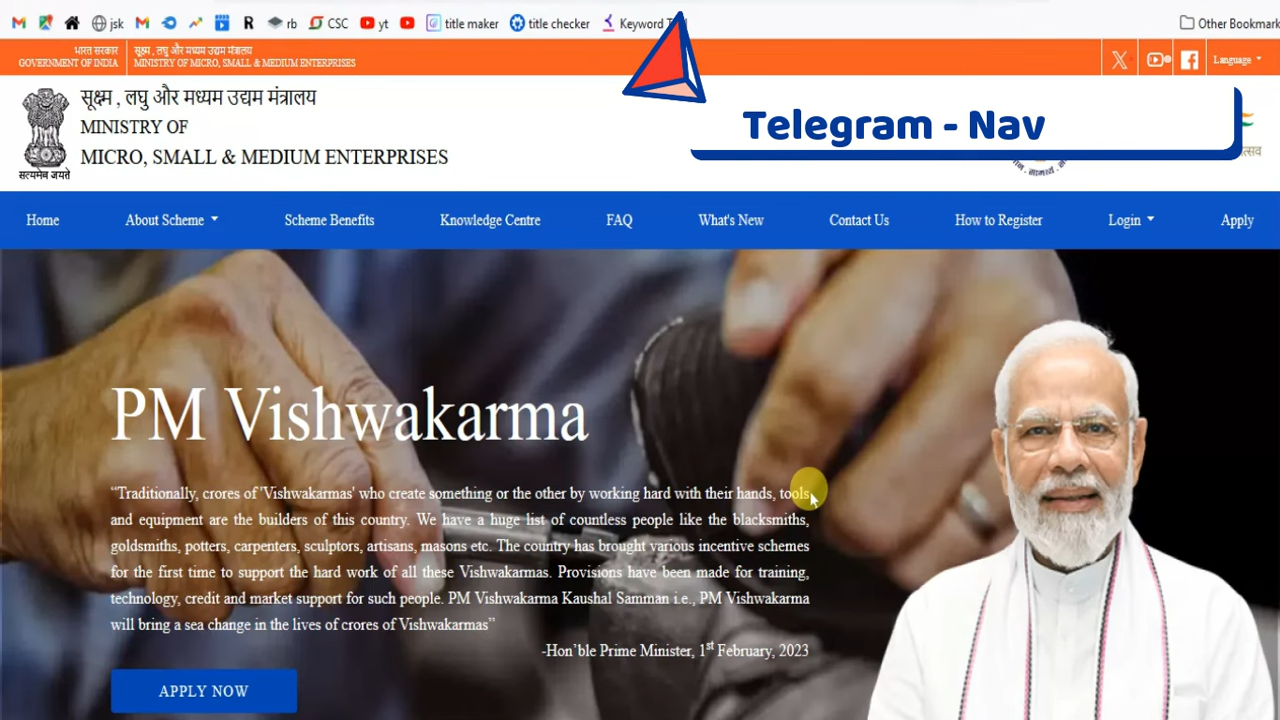 jsk rb CSC yt title maker title checker Keyword T Other Bookmark
भारत सरकार
GOVERNMENT OF INDIA
सूक्ष्म , लघु और मध्यम उद्यम मंत्रालय
MINISTRY OF MICRO, SMALL & MEDIUM ENTERPRISES
Language
सूक्ष्म , लघु और मध्यम उद्यम मंत्रालय
MINISTRY OF
MICRO, SMALL & MEDIUM ENTERPRISES
सत्यमेव जयते
Telegram - Nav
Home About Scheme Scheme Benefits Knowledge Centre FAQ What's New Contact Us How to Register Login Apply
PM Vishwakarma
“Traditionally, crores of 'Vishwakarmas' who create something or the other by working hard with their hands, tools
and equipment are the builders of this country. We have a huge list of countless people like the blacksmiths,
goldsmiths, potters, carpenters, sculptors, artisans, masons etc. The country has brought various incentive schemes
for the first time to support the hard work of all these Vishwakarmas. Provisions have been made for training,
technology, credit and market support for such people. PM Vishwakarma Kaushal Samman i.e., PM Vishwakarma
will bring a sea change in the lives of crores of Vishwakarmas”
-Hon’ble Prime Minister, 1st February, 2023
APPLY NOW